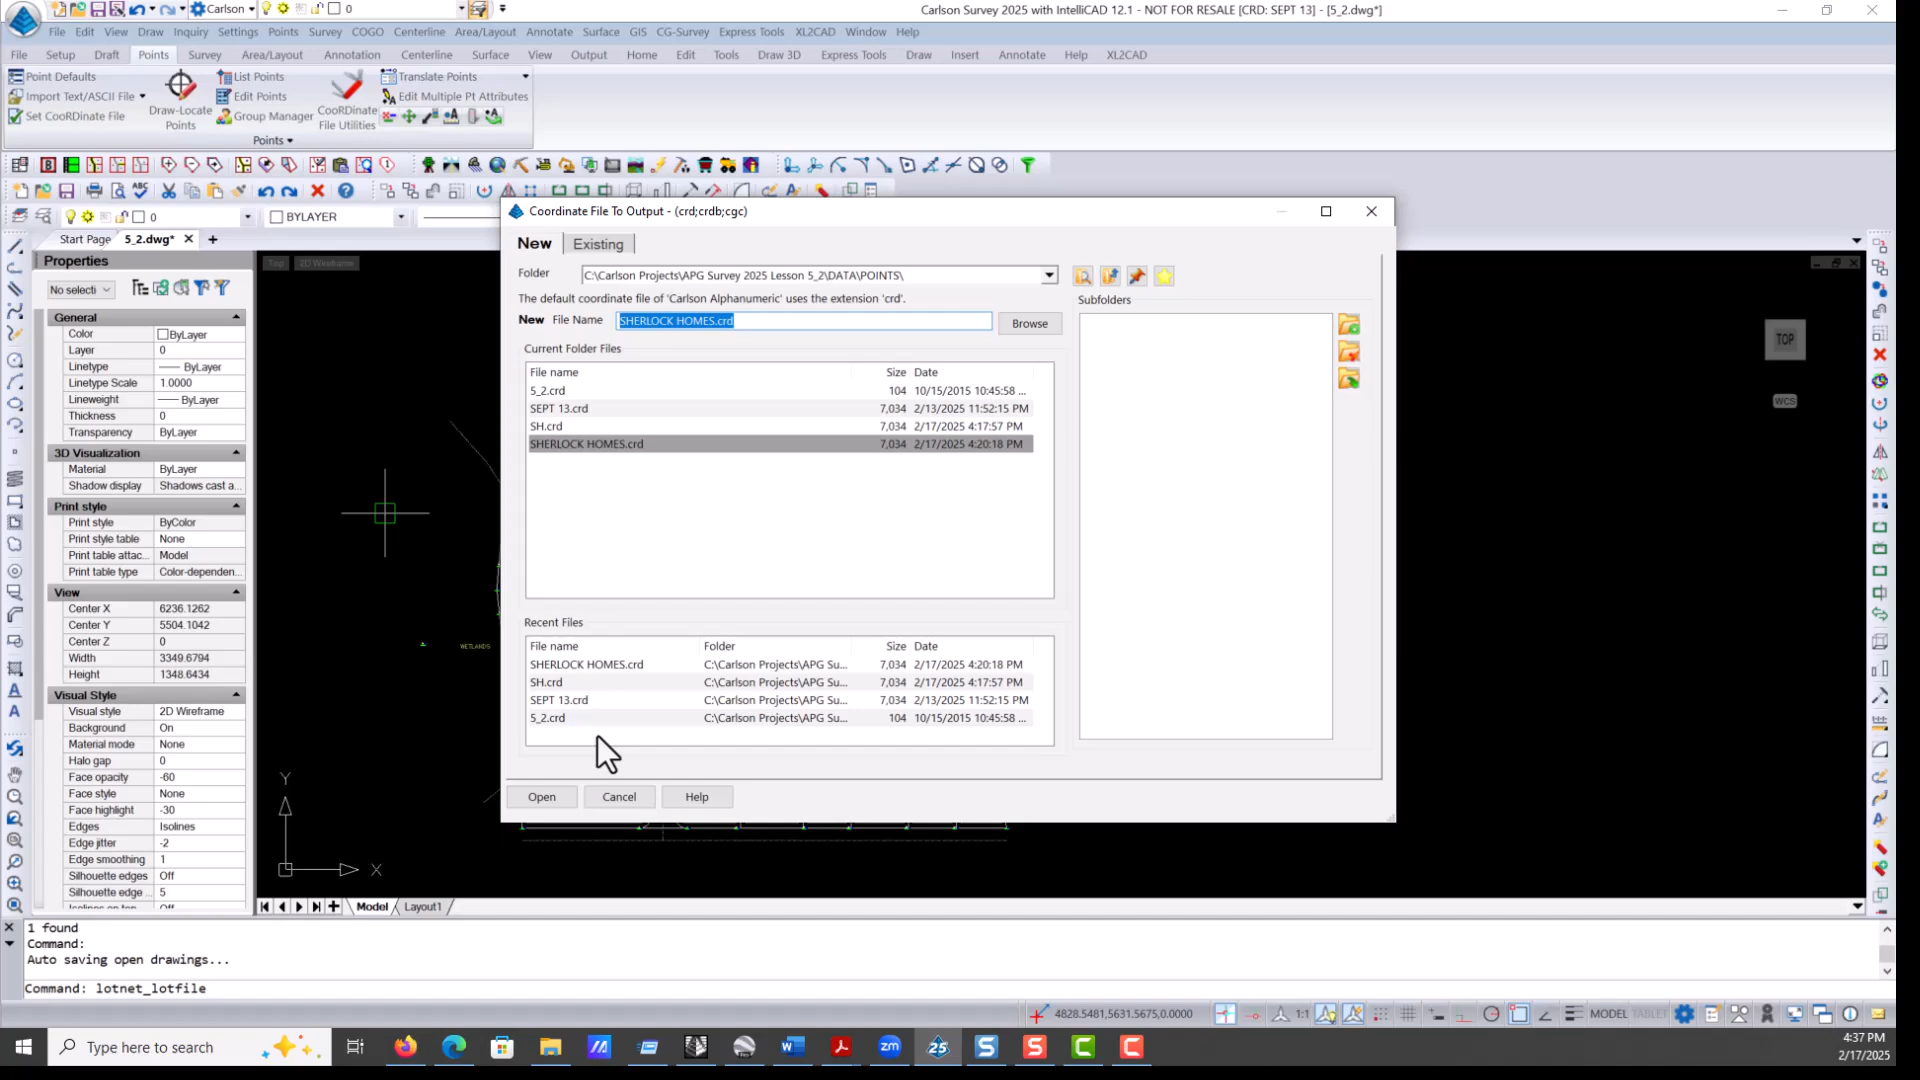 Carlson 0
Carlson Survey 2025 with IntelliCAD 12.1 - NOT FOR RESALE [CRD: SEPT 13] - [5_2.dwg*]
File Edit View Draw Inquiry Settings Points Survey COGO Centerline Area/Layout Annotate Surface GIS CG-Survey Express Tools XL2CAD Window Help
File Setup Draft Points Survey Area/Layout Annotation Centerline Surface View Output Home Edit Tools Draw 3D Express Tools Draw Insert Annotate Help XL2CAD
Point Defaults
Import Text/ASCII File
Set CooRDinate File
Draw-Locate
Points
List Points
Edit Points
Group Manager
CooRDinate
File Utilities
Translate Points
Edit Multiple Pt Attributes
Points
0 BYLAYER
Start Page 5_2.dwg*
Properties
No selecti
General
Color ByLayer
Layer 0
Linetype ByLayer
Linetype Scale 1.0000
Lineweight ByLayer
Thickness 0
Transparency ByLayer
3D Visualization
Material ByLayer
Shadow display Shadows cast a...
Print style
Print style ByColor
Print style table None
Print table attac... Model
Print table type Color-dependen...
View
Center X 6236.1262
Center Y 5504.1042
Center Z 0
Width 3349.6794
Height 1348.6434
Visual Style
Visual style 2D Wireframe
Background On
Material mode None
Halo gap 0
Face opacity -60
Face style None
Face highlight -30
Edges Isolines
Edge jitter -2
Edge smoothing 1
Silhouette edges Off
Silhouette edge ... 5
Top 2D Wireframe
WETLANDS
Y
X
TOP
WCS
Coordinate File To Output - (crd;crdb;cgc)
New Existing
Folder C:\Carlson Projects\APG Survey 2025 Lesson 5_2\DATA\POINTS\
The default coordinate file of 'Carlson Alphanumeric' uses the extension 'crd'.
New File Name SHERLOCK HOMES.crd Browse
Current Folder Files
File name Size Date
5_2.crd 104 10/15/2015 10:45:58 ...
SEPT 13.crd 7,034 2/13/2025 11:52:15 PM
SH.crd 7,034 2/17/2025 4:17:57 PM
SHERLOCK HOMES.crd 7,034 2/17/2025 4:20:18 PM
Subfolders
Recent Files
File name Folder Size Date
SHERLOCK HOMES.crd C:\Carlson Projects\APG Su... 7,034 2/17/2025 4:20:18 PM
SH.crd C:\Carlson Projects\APG Su... 7,034 2/17/2025 4:17:57 PM
SEPT 13.crd C:\Carlson Projects\APG Su... 7,034 2/13/2025 11:52:15 PM
5_2.crd C:\Carlson Projects\APG Su... 104 10/15/2015 10:45:58 ...
Open Cancel Help
Model Layout1
1 found
Command:
Auto saving open drawings...
Command: lotnet_lotfile
4828.5481,5631.5675,0.0000 1:1 MODEL TABLET
Type here to search
4:37 PM
2/17/2025